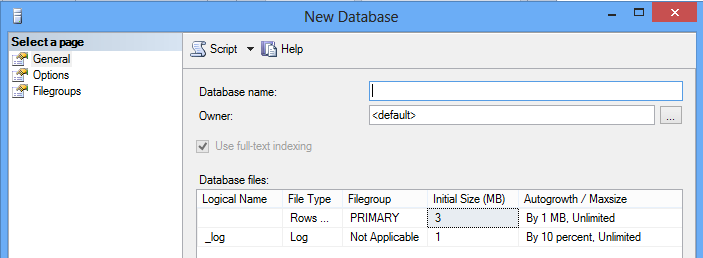 New Database
Select a page
General
Options
Filegroups
Script Help
Database name:
Owner: <default> ...
Use full-text indexing
Database files:
Logical Name File Type Filegroup Initial Size (MB) Autogrowth / Maxsize
Rows ... PRIMARY 3 By 1 MB, Unlimited
_log Log Not Applicable 1 By 10 percent, Unlimited